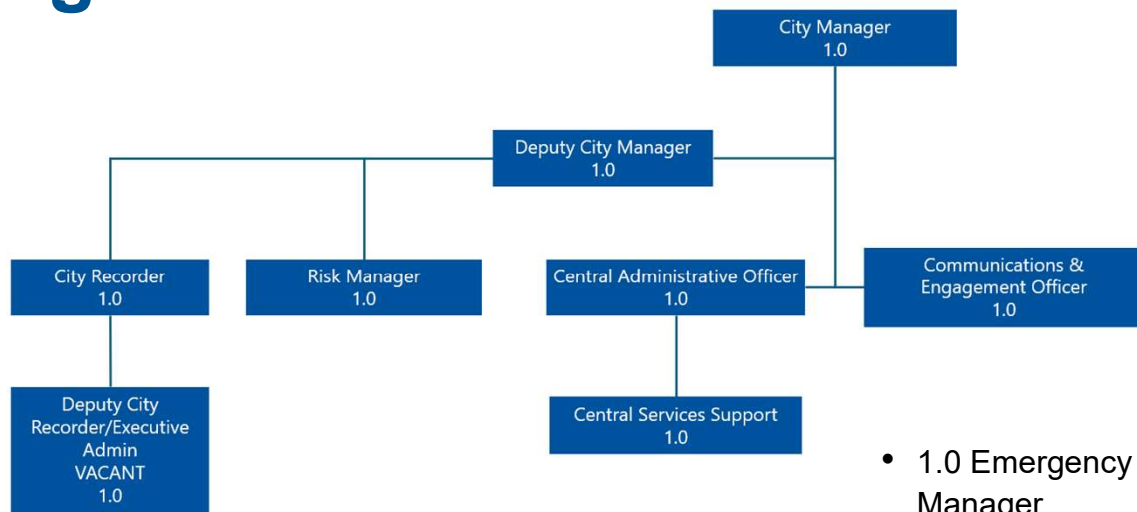 City Manager
1.0
Deputy City Manager
1.0
City Recorder
1.0
Risk Manager
1.0
Central Administrative Officer
1.0
Communications &
Engagement Officer
1.0
Deputy City
Recorder/Executive
Admin
VACANT
1.0
Central Services Support
1.0
• 1.0 Emergency
Manager